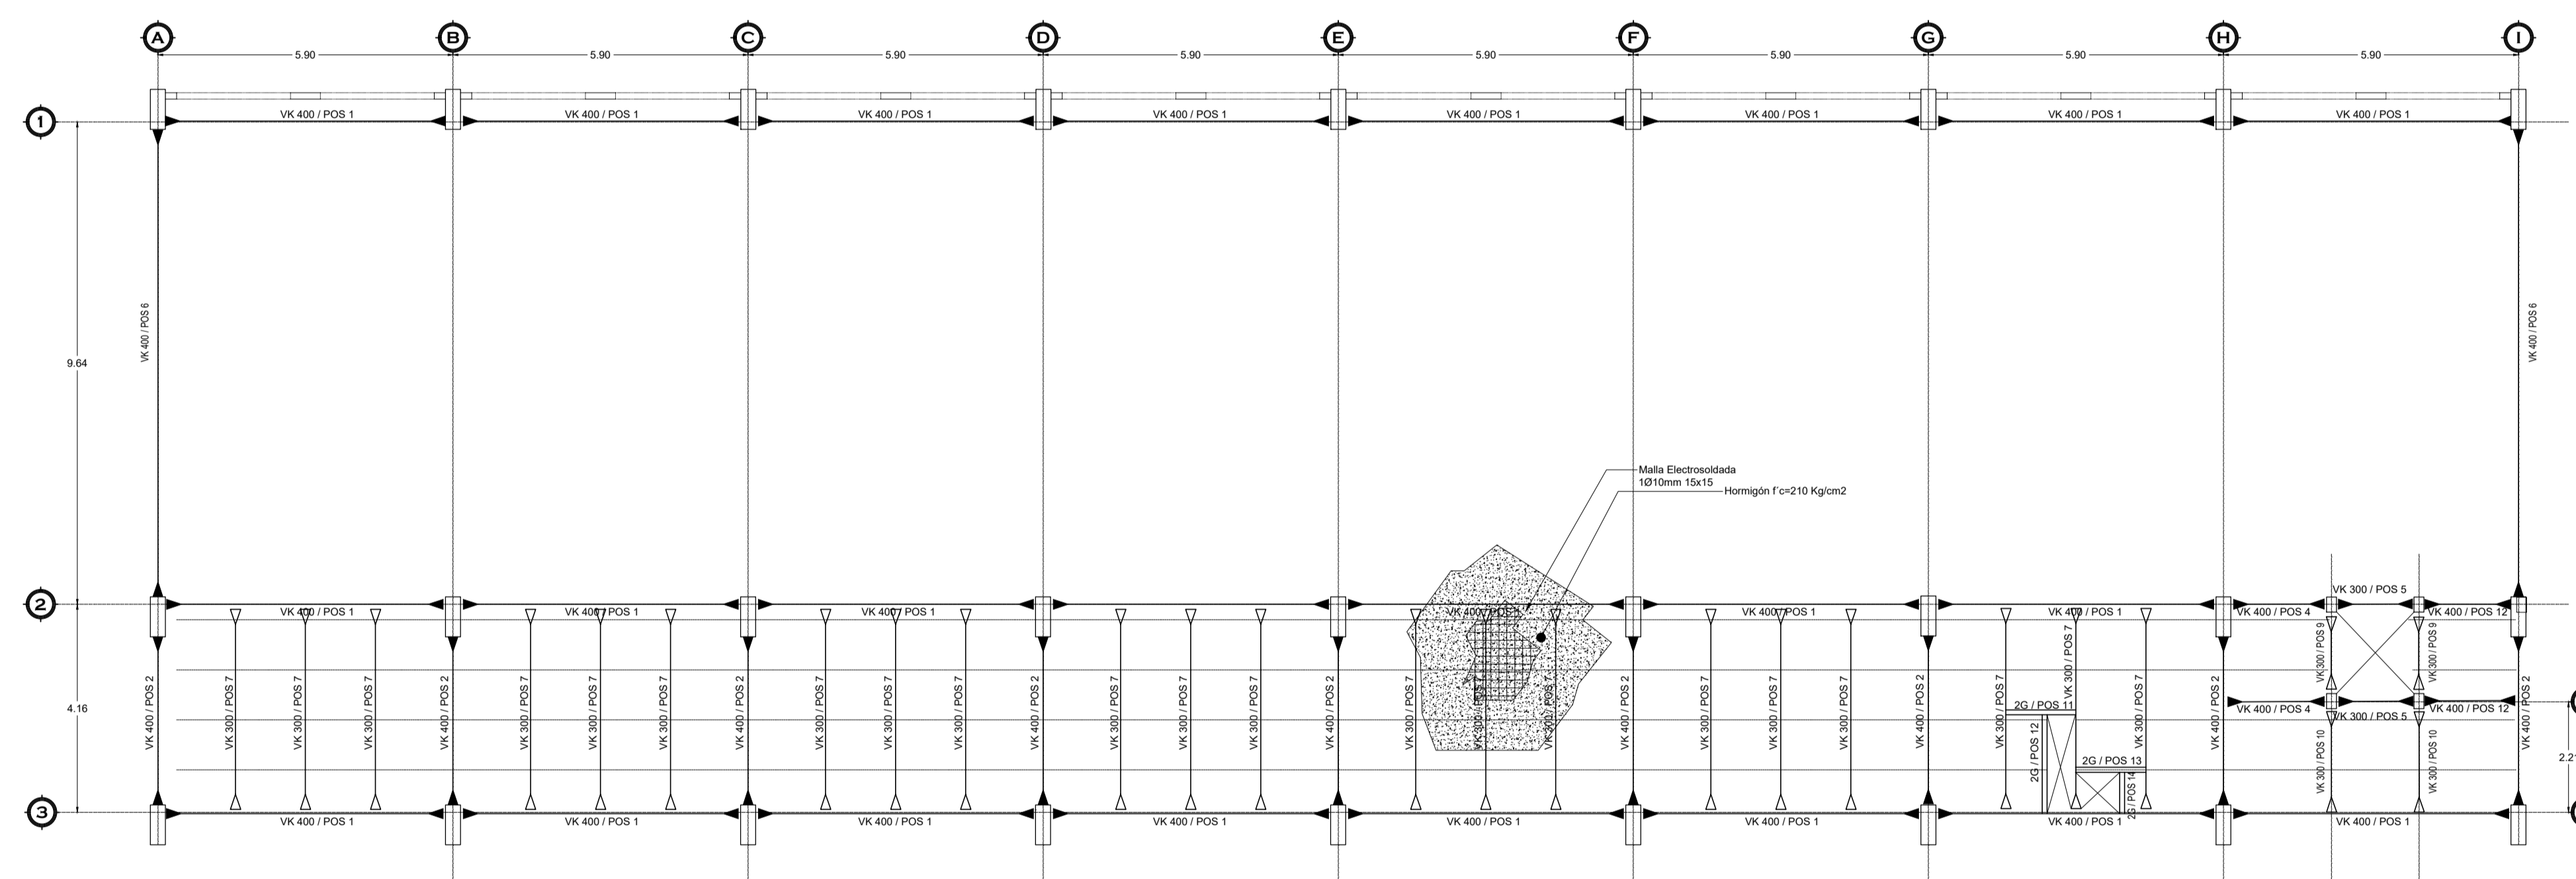 A B C D E F G H I
5.90 5.90 5.90 5.90 5.90 5.90 5.90 5.90
1
VK 400 / POS 1 VK 400 / POS 1 VK 400 / POS 1 VK 400 / POS 1 VK 400 / POS 1 VK 400 / POS 1 VK 400 / POS 1 VK 400 / POS 1
9.64
VK 400 / POS 6
VK 400 / POS 6
Malla Electrosoldada
1Ø10mm 15x15
Hormigón f´c=210 Kg/cm2
2
VK 300 / POS 5
VK 400 / POS 1 VK 400 / POS 1 VK 400 / POS 1 VK 400 / POS 1 VK 400 / POS 1 VK 400 / POS 1 VK 400 / POS 4 VK 400 / POS 12
VK 300 / POS 9
VK 300 / POS 9
4.16
VK 400 / POS 2
VK 300 / POS 7
VK 300 / POS 7
VK 300 / POS 7
VK 400 / POS 2
VK 300 / POS 7
VK 300 / POS 7
VK 300 / POS 7
VK 400 / POS 2
VK 300 / POS 7
VK 300 / POS 7
VK 300 / POS 7
VK 400 / POS 2
VK 300 / POS 7
VK 300 / POS 7
VK 300 / POS 7
VK 400 / POS 2
VK 300 / POS 7
VK 300 / POS 7
VK 300 / POS 7
VK 400 / POS 2
VK 300 / POS 7
VK 300 / POS 7
VK 300 / POS 7
VK 400 / POS 2
VK 300 / POS 7
VK 300 / POS 7
VK 300 / POS 7
VK 400 / POS 2
VK 400 / POS 2
2G / POS 11
2G / POS 12
2G / POS 13
2G / POS 14
VK 400 / POS 4 VK 300 / POS 5 VK 400 / POS 12
VK 300 / POS 10
VK 300 / POS 10
3
VK 400 / POS 1 VK 400 / POS 1 VK 400 / POS 1 VK 400 / POS 1 VK 400 / POS 1 VK 400 / POS 1 VK 400 / POS 1 VK 400 / POS 1